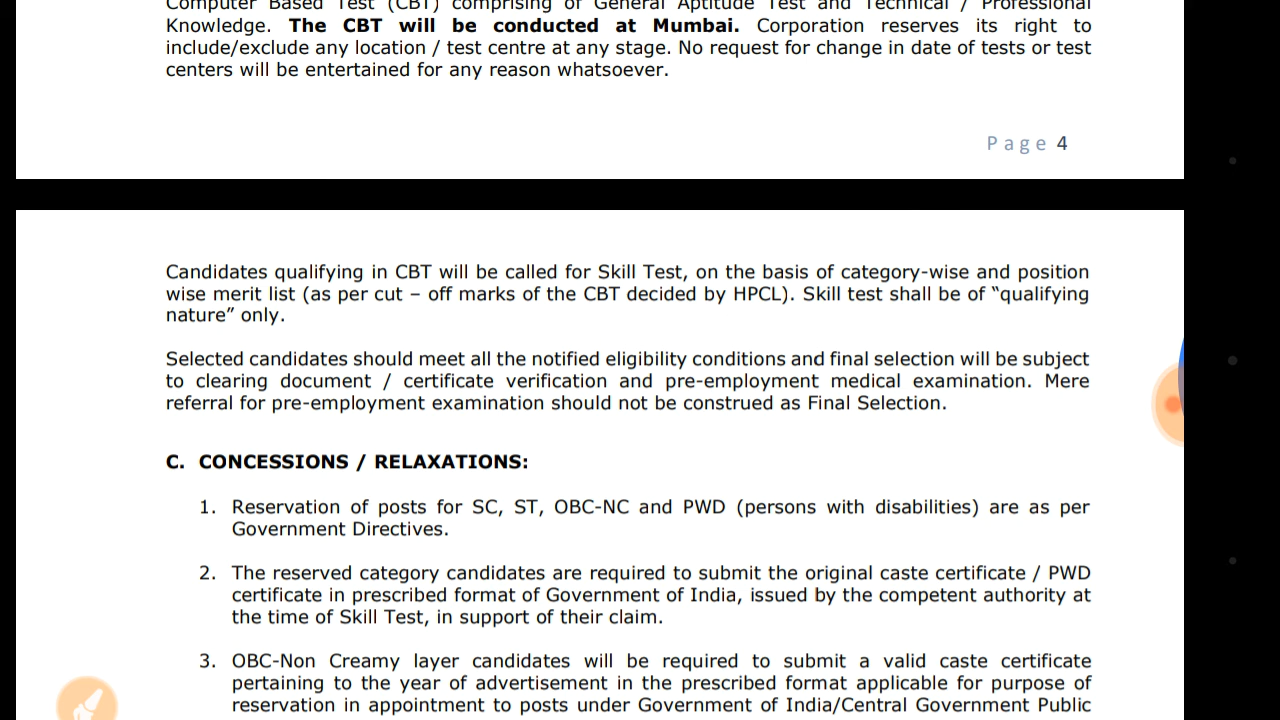 Computer Based Test (CBT) comprising of General Aptitude Test and Technical / Professional
Knowledge. The CBT will be conducted at Mumbai. Corporation reserves its right to
include/exclude any location / test centre at any stage. No request for change in date of tests or test
centers will be entertained for any reason whatsoever.
Page 4
Candidates qualifying in CBT will be called for Skill Test, on the basis of category-wise and position
wise merit list (as per cut – off marks of the CBT decided by HPCL). Skill test shall be of “qualifying
nature” only.
Selected candidates should meet all the notified eligibility conditions and final selection will be subject
to clearing document / certificate verification and pre-employment medical examination. Mere
referral for pre-employment examination should not be construed as Final Selection.
C. CONCESSIONS / RELAXATIONS:
1. Reservation of posts for SC, ST, OBC-NC and PWD (persons with disabilities) are as per
Government Directives.
2. The reserved category candidates are required to submit the original caste certificate / PWD
certificate in prescribed format of Government of India, issued by the competent authority at
the time of Skill Test, in support of their claim.
3. OBC-Non Creamy layer candidates will be required to submit a valid caste certificate
pertaining to the year of advertisement in the prescribed format applicable for purpose of
reservation in appointment to posts under Government of India/Central Government Public